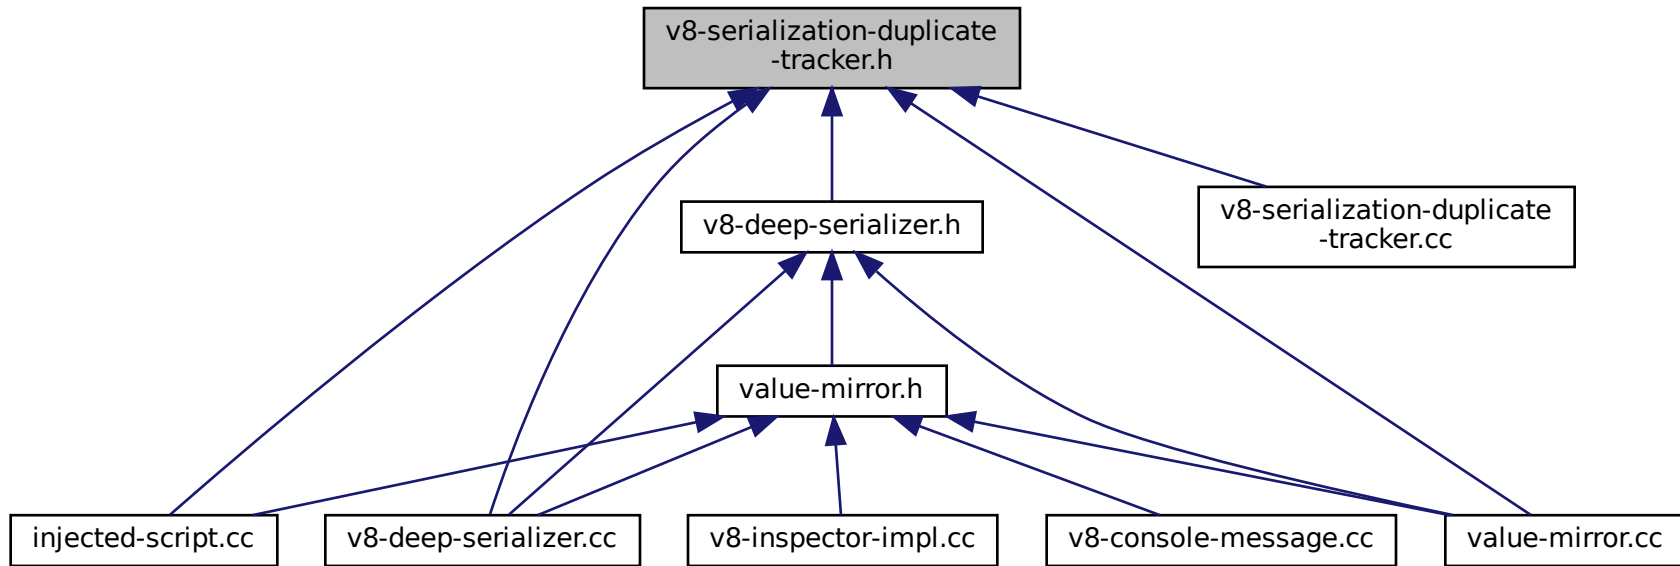 v8-serialization-duplicate
-tracker.h
v8-deep-serializer.h
v8-serialization-duplicate
-tracker.cc
value-mirror.h
injected-script.cc
v8-deep-serializer.cc
v8-inspector-impl.cc
v8-console-message.cc
value-mirror.cc